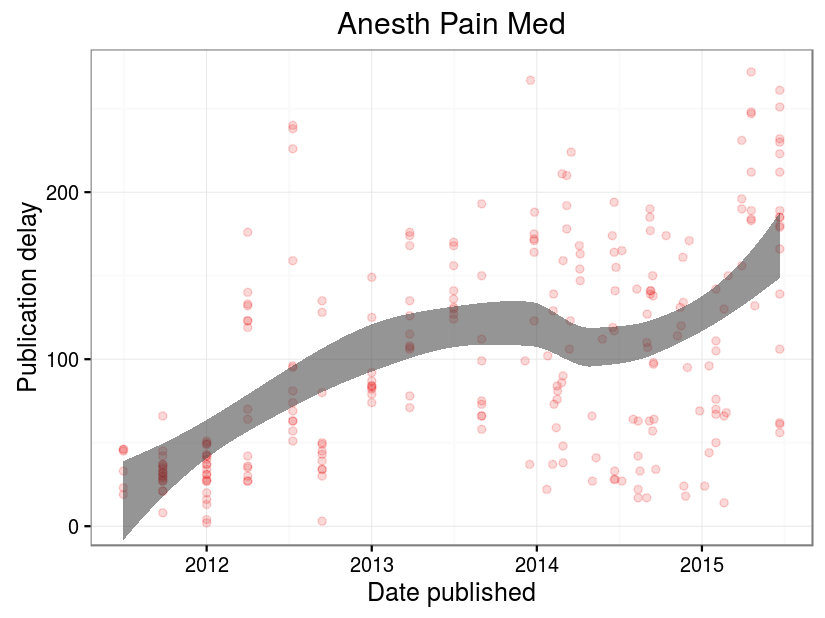 Anesth Pain Med
Publication delay
200
100
0
2012 2013 2014 2015
Date published